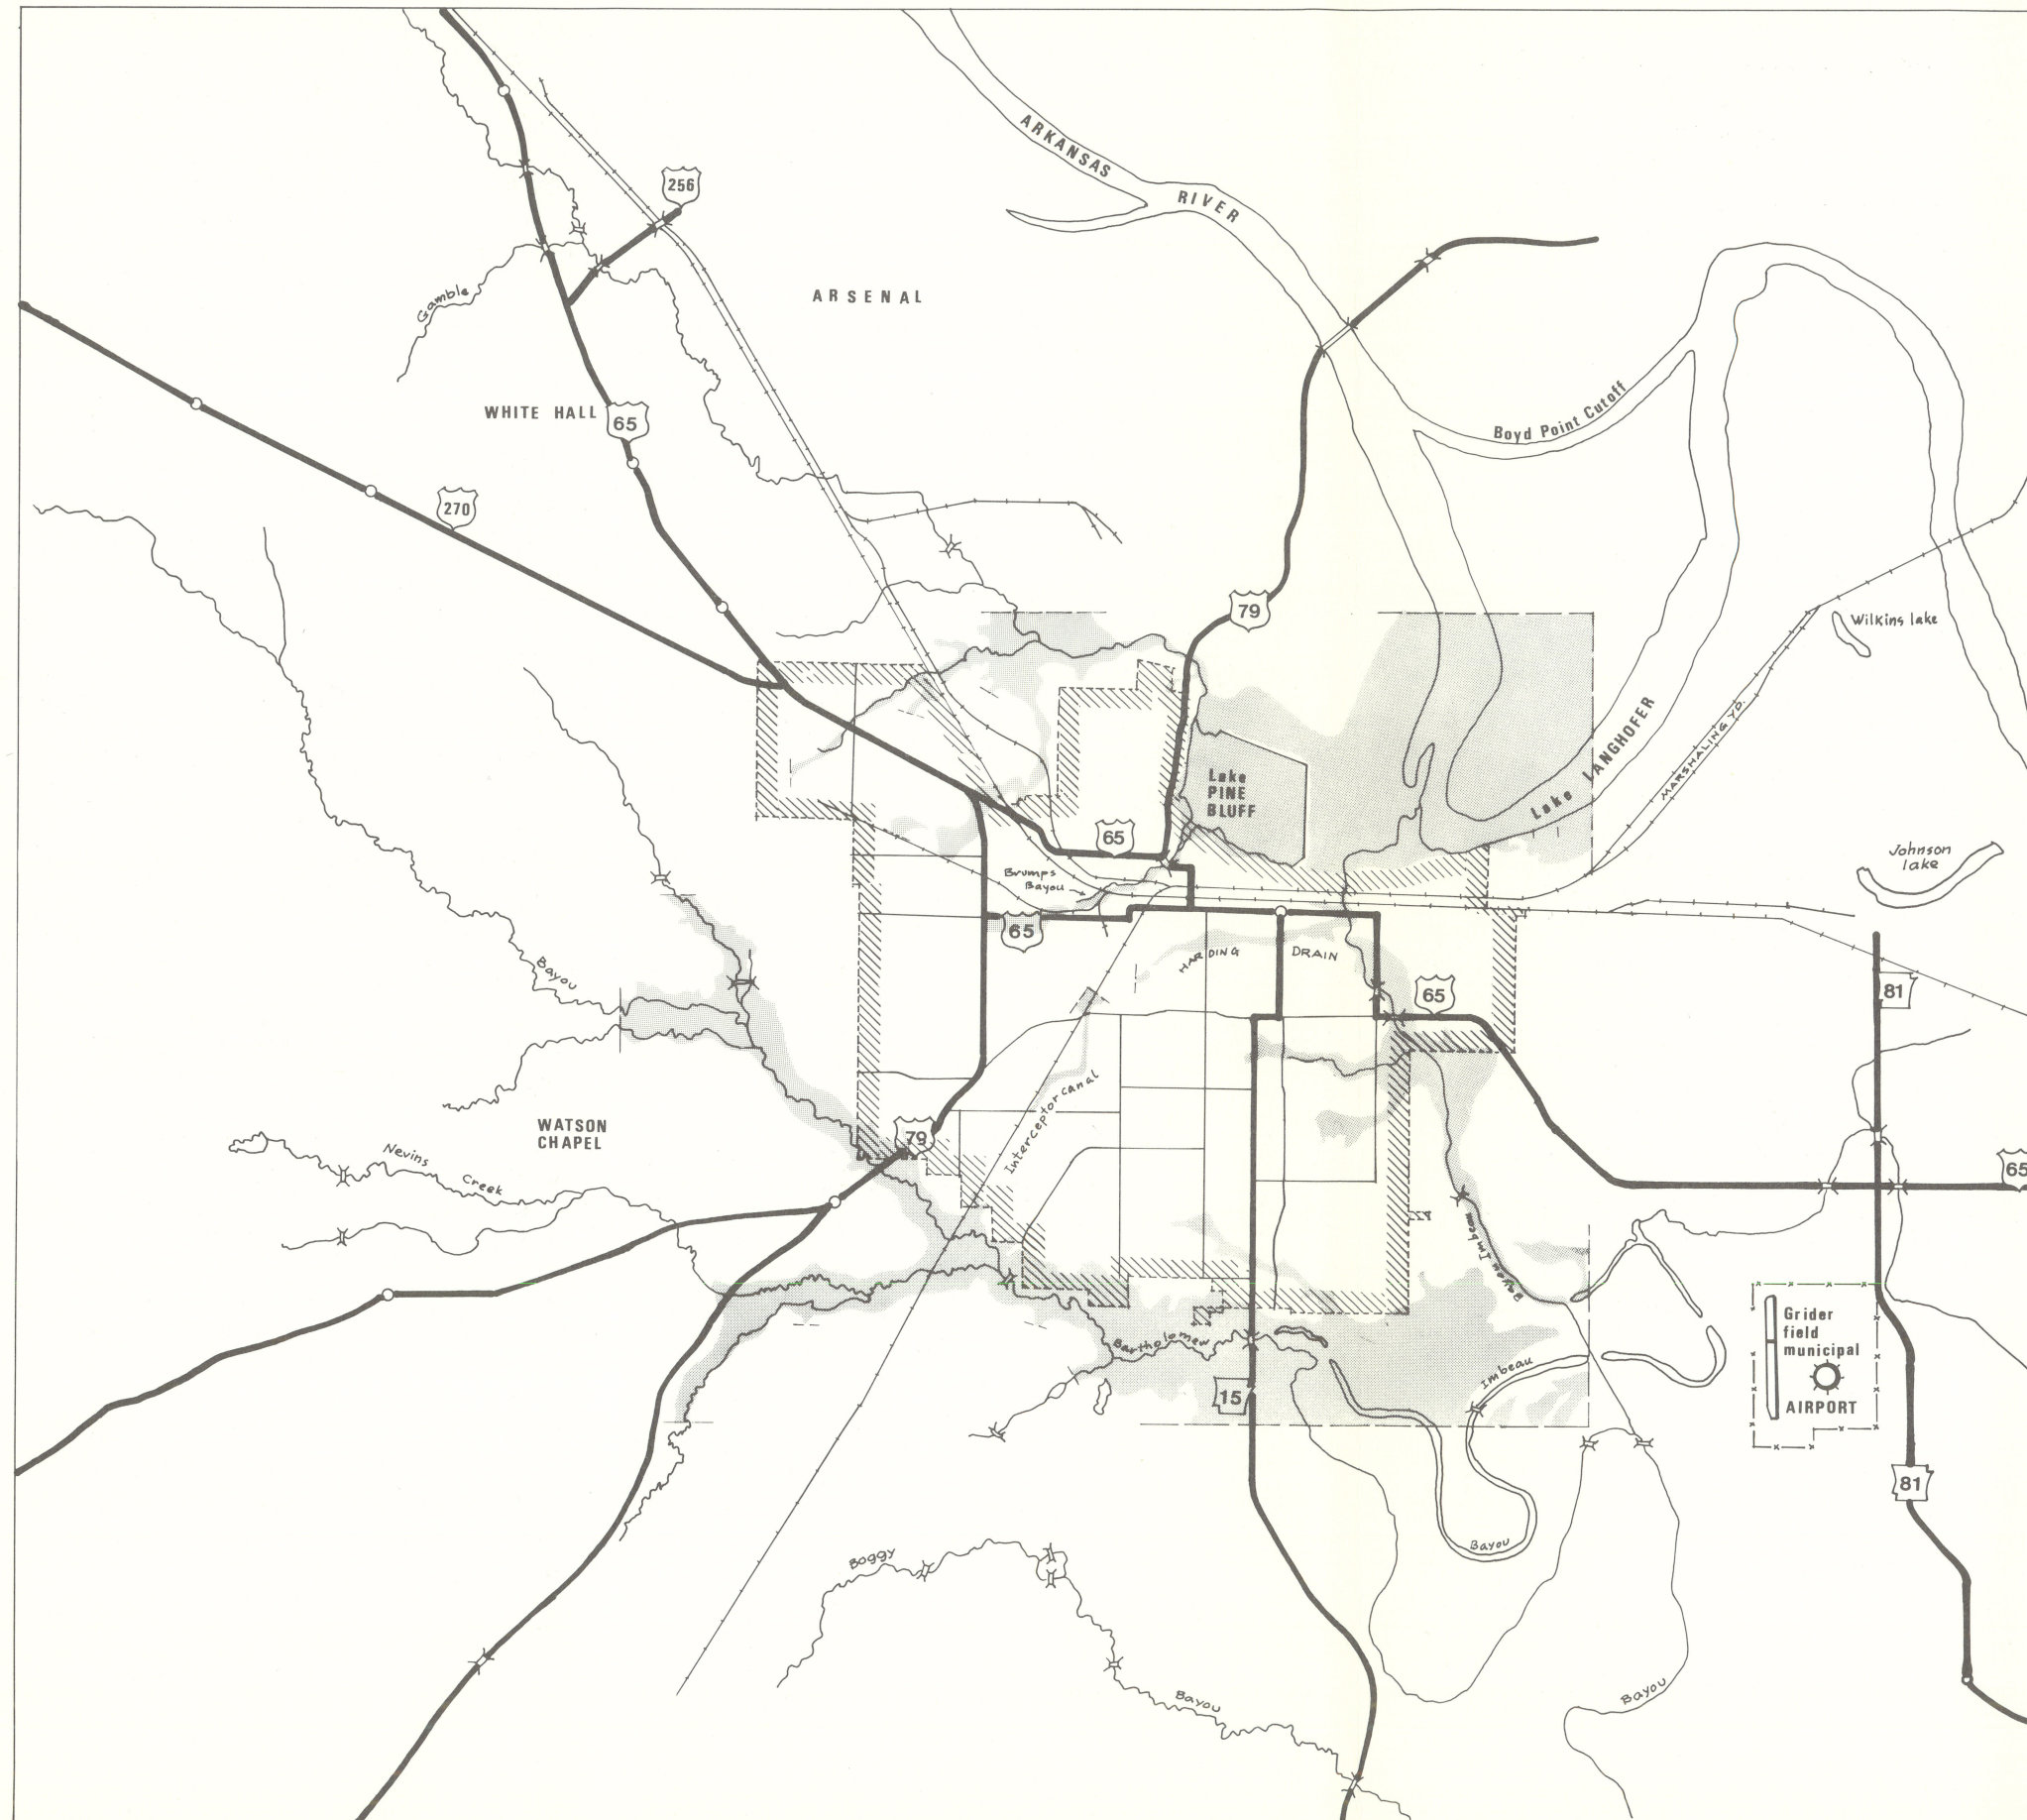 ARKANSAS
RIVER
256
ARSENAL
Gamble
WHITE HALL
65
Boyd Point Cutoff
270
79
Wilkins lake
Lake LANGHOFER
MARSHALING YD.
Lake
PINE
BLUFF
65
Johnson
lake
Brumps
Bayou
65
HARDING DRAIN
81
Bayou
65
Interceptor canal
WATSON
CHAPEL
79
Nevins
Creek
65
Bayou Imbeau
Grider
field
municipal
AIRPORT
Bartholomew
Imbeau
15
81
Bayou
Boggy
Bayou
Bayou